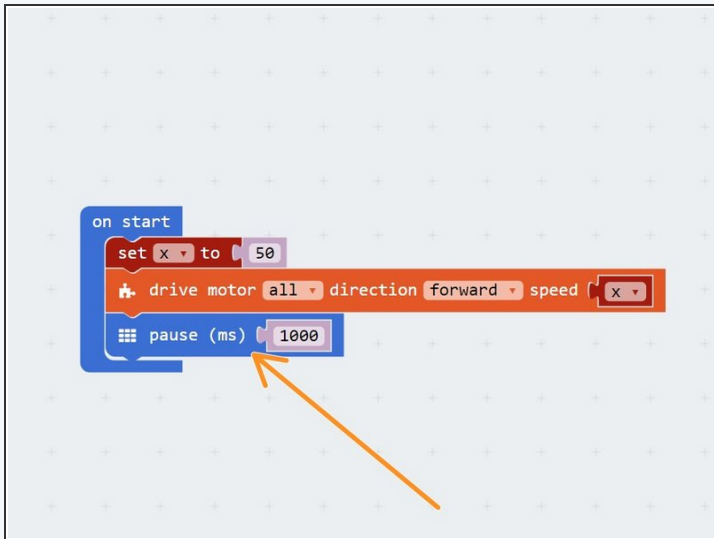 on start
set x to 50
drive motor all direction forward speed x
pause (ms) 1000